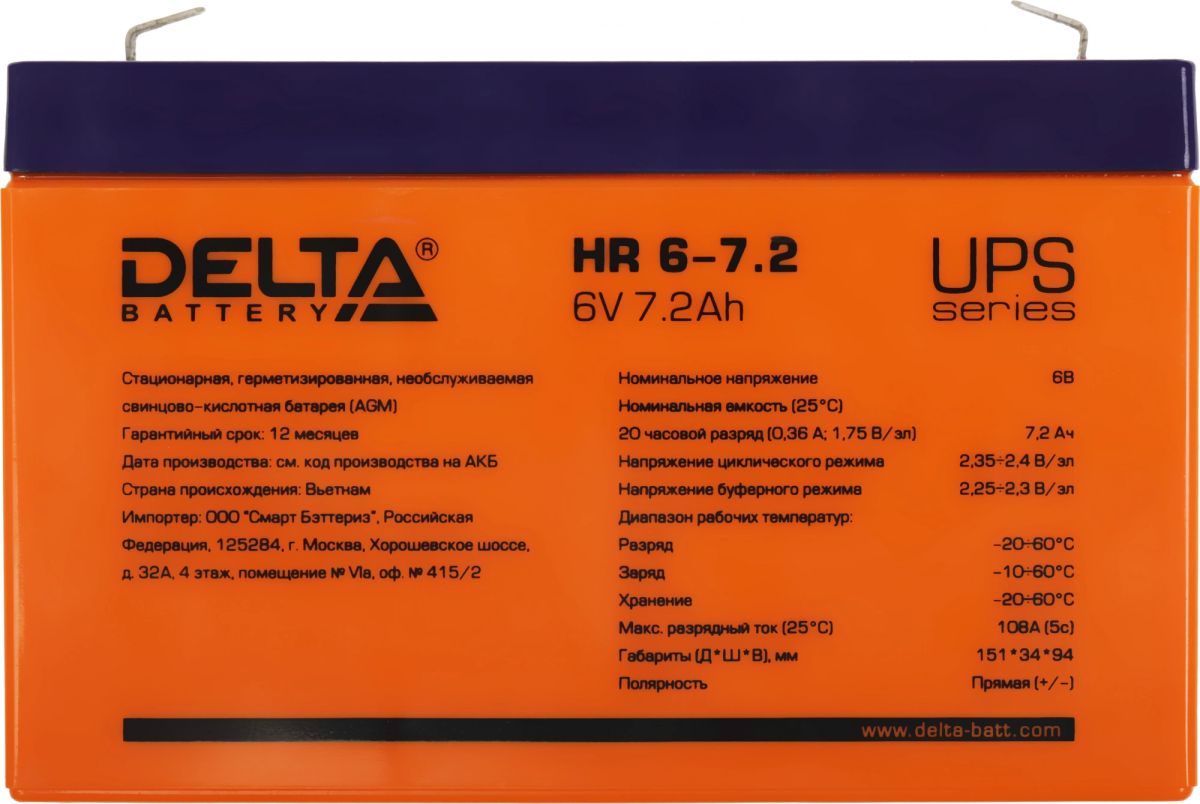 DELTA®
BATTERY
HR 6-7.2
6V 7.2Ah
UPS
series
Стационарная, герметизированная, необслуживаемая
свинцово-кислотная батарея (AGM)
Гарантийный срок: 12 месяцев
Дата производства: см. код производства на АКБ
Страна происхождения: Вьетнам
Импортер: ООО "Смарт Бэттериз", Российская
Федерация, 125284, г. Москва, Хорошевское шоссе,
д. 32А, 4 этаж, помещение № VIa, оф. № 415/2
Номинальное напряжение 6В
Номинальная емкость (25°С)
20 часовой разряд (0,36 А; 1,75 В/эл) 7,2 Ач
Напряжение циклического режима 2,35÷2,4 В/эл
Напряжение буферного режима 2,25÷2,3 В/эл
Диапазон рабочих температур:
Разряд -20÷60°С
Заряд -10÷60°С
Хранение -20÷60°С
Макс. разрядный ток (25°С) 108А (5с)
Габариты (Д*Ш*В), мм 151*34*94
Полярность Прямая (+/-)
www.delta-batt.com